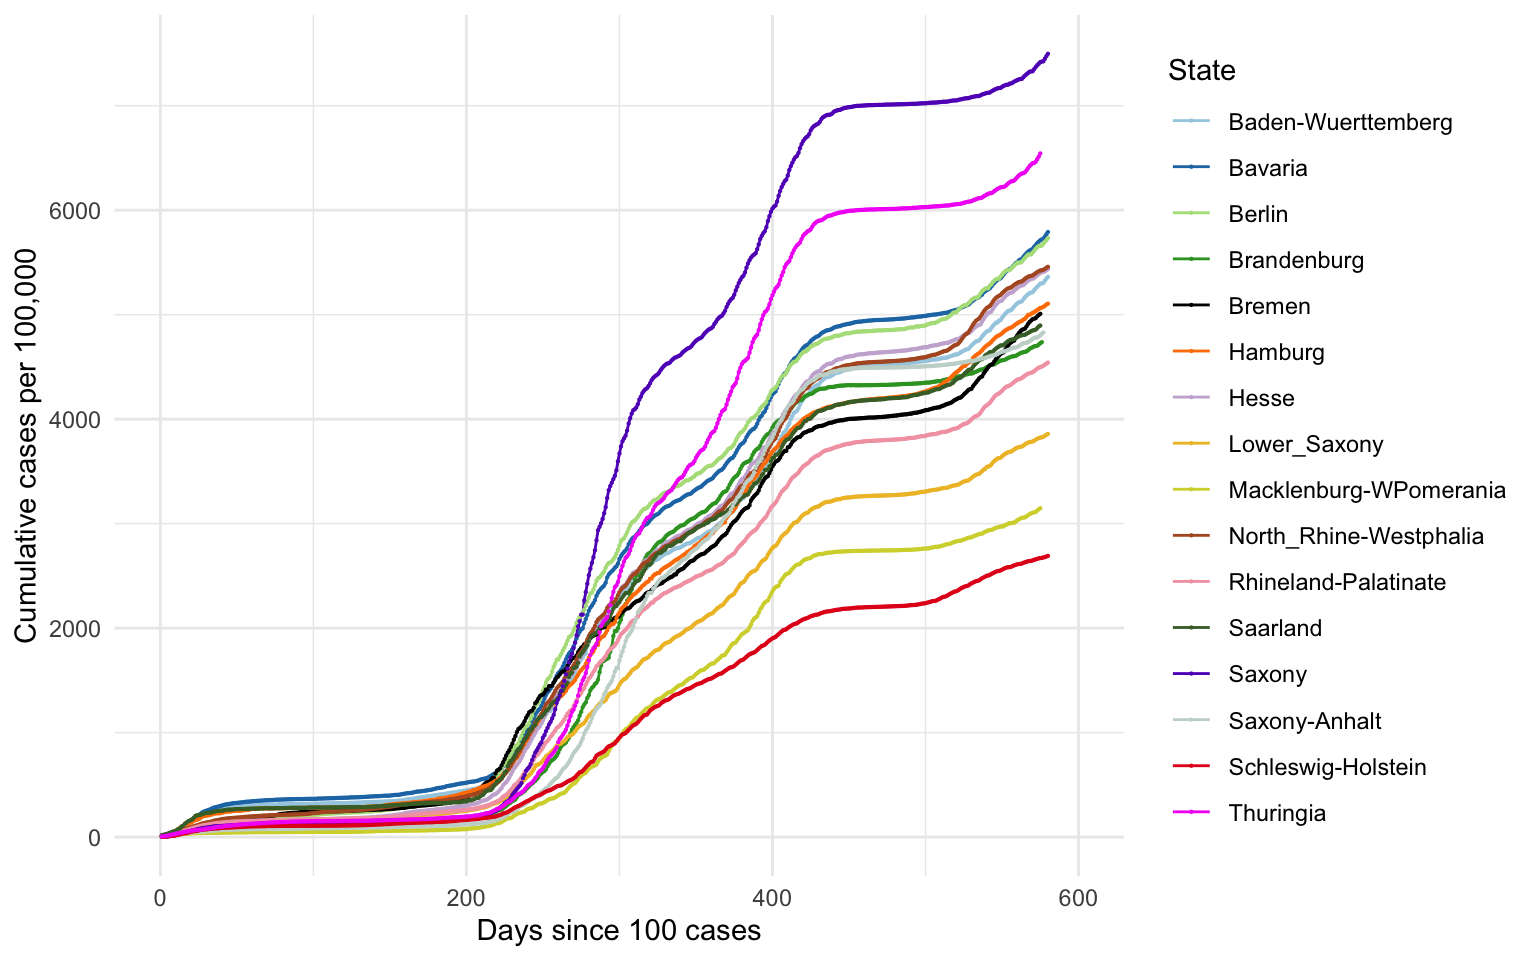 Cumulative cases per 100,000
6000
4000
2000
0
0
200
400
600
Days since 100 cases
State
Baden-Wuerttemberg
Bavaria
Berlin
Brandenburg
Bremen
Hamburg
Hesse
Lower_Saxony
Macklenburg-WPomerania
North_Rhine-Westphalia
Rhineland-Palatinate
Saarland
Saxony
Saxony-Anhalt
Schleswig-Holstein
Thuringia